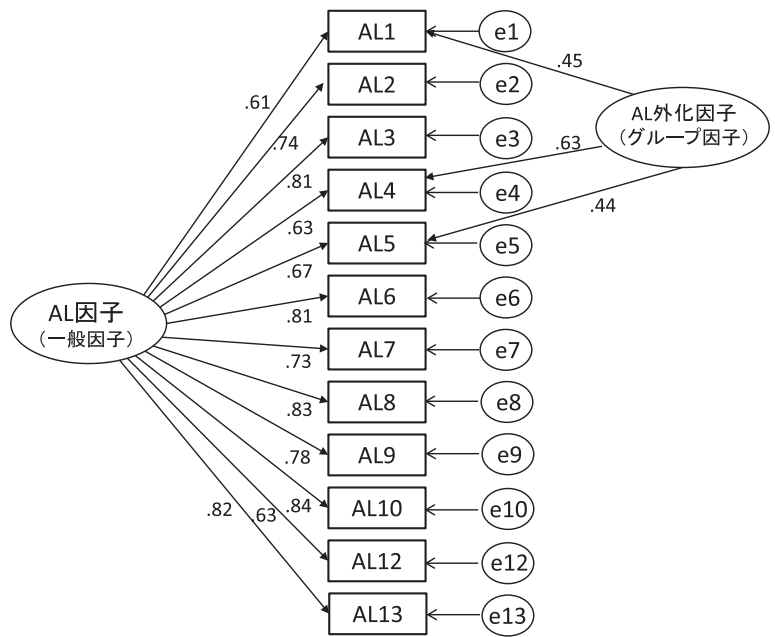 AL1
e1
.45
AL2
e2
AL外化因子
(グループ因子)
.61
.74
AL3
e3
.63
.81
AL4
e4
.44
.63
AL5
e5
.67
AL6
e6
AL因子
(一般因子)
.81
AL7
e7
.73
AL8
e8
.83
AL9
e9
.78
AL10
e10
.82
.63
.84
AL12
e12
AL13
e13